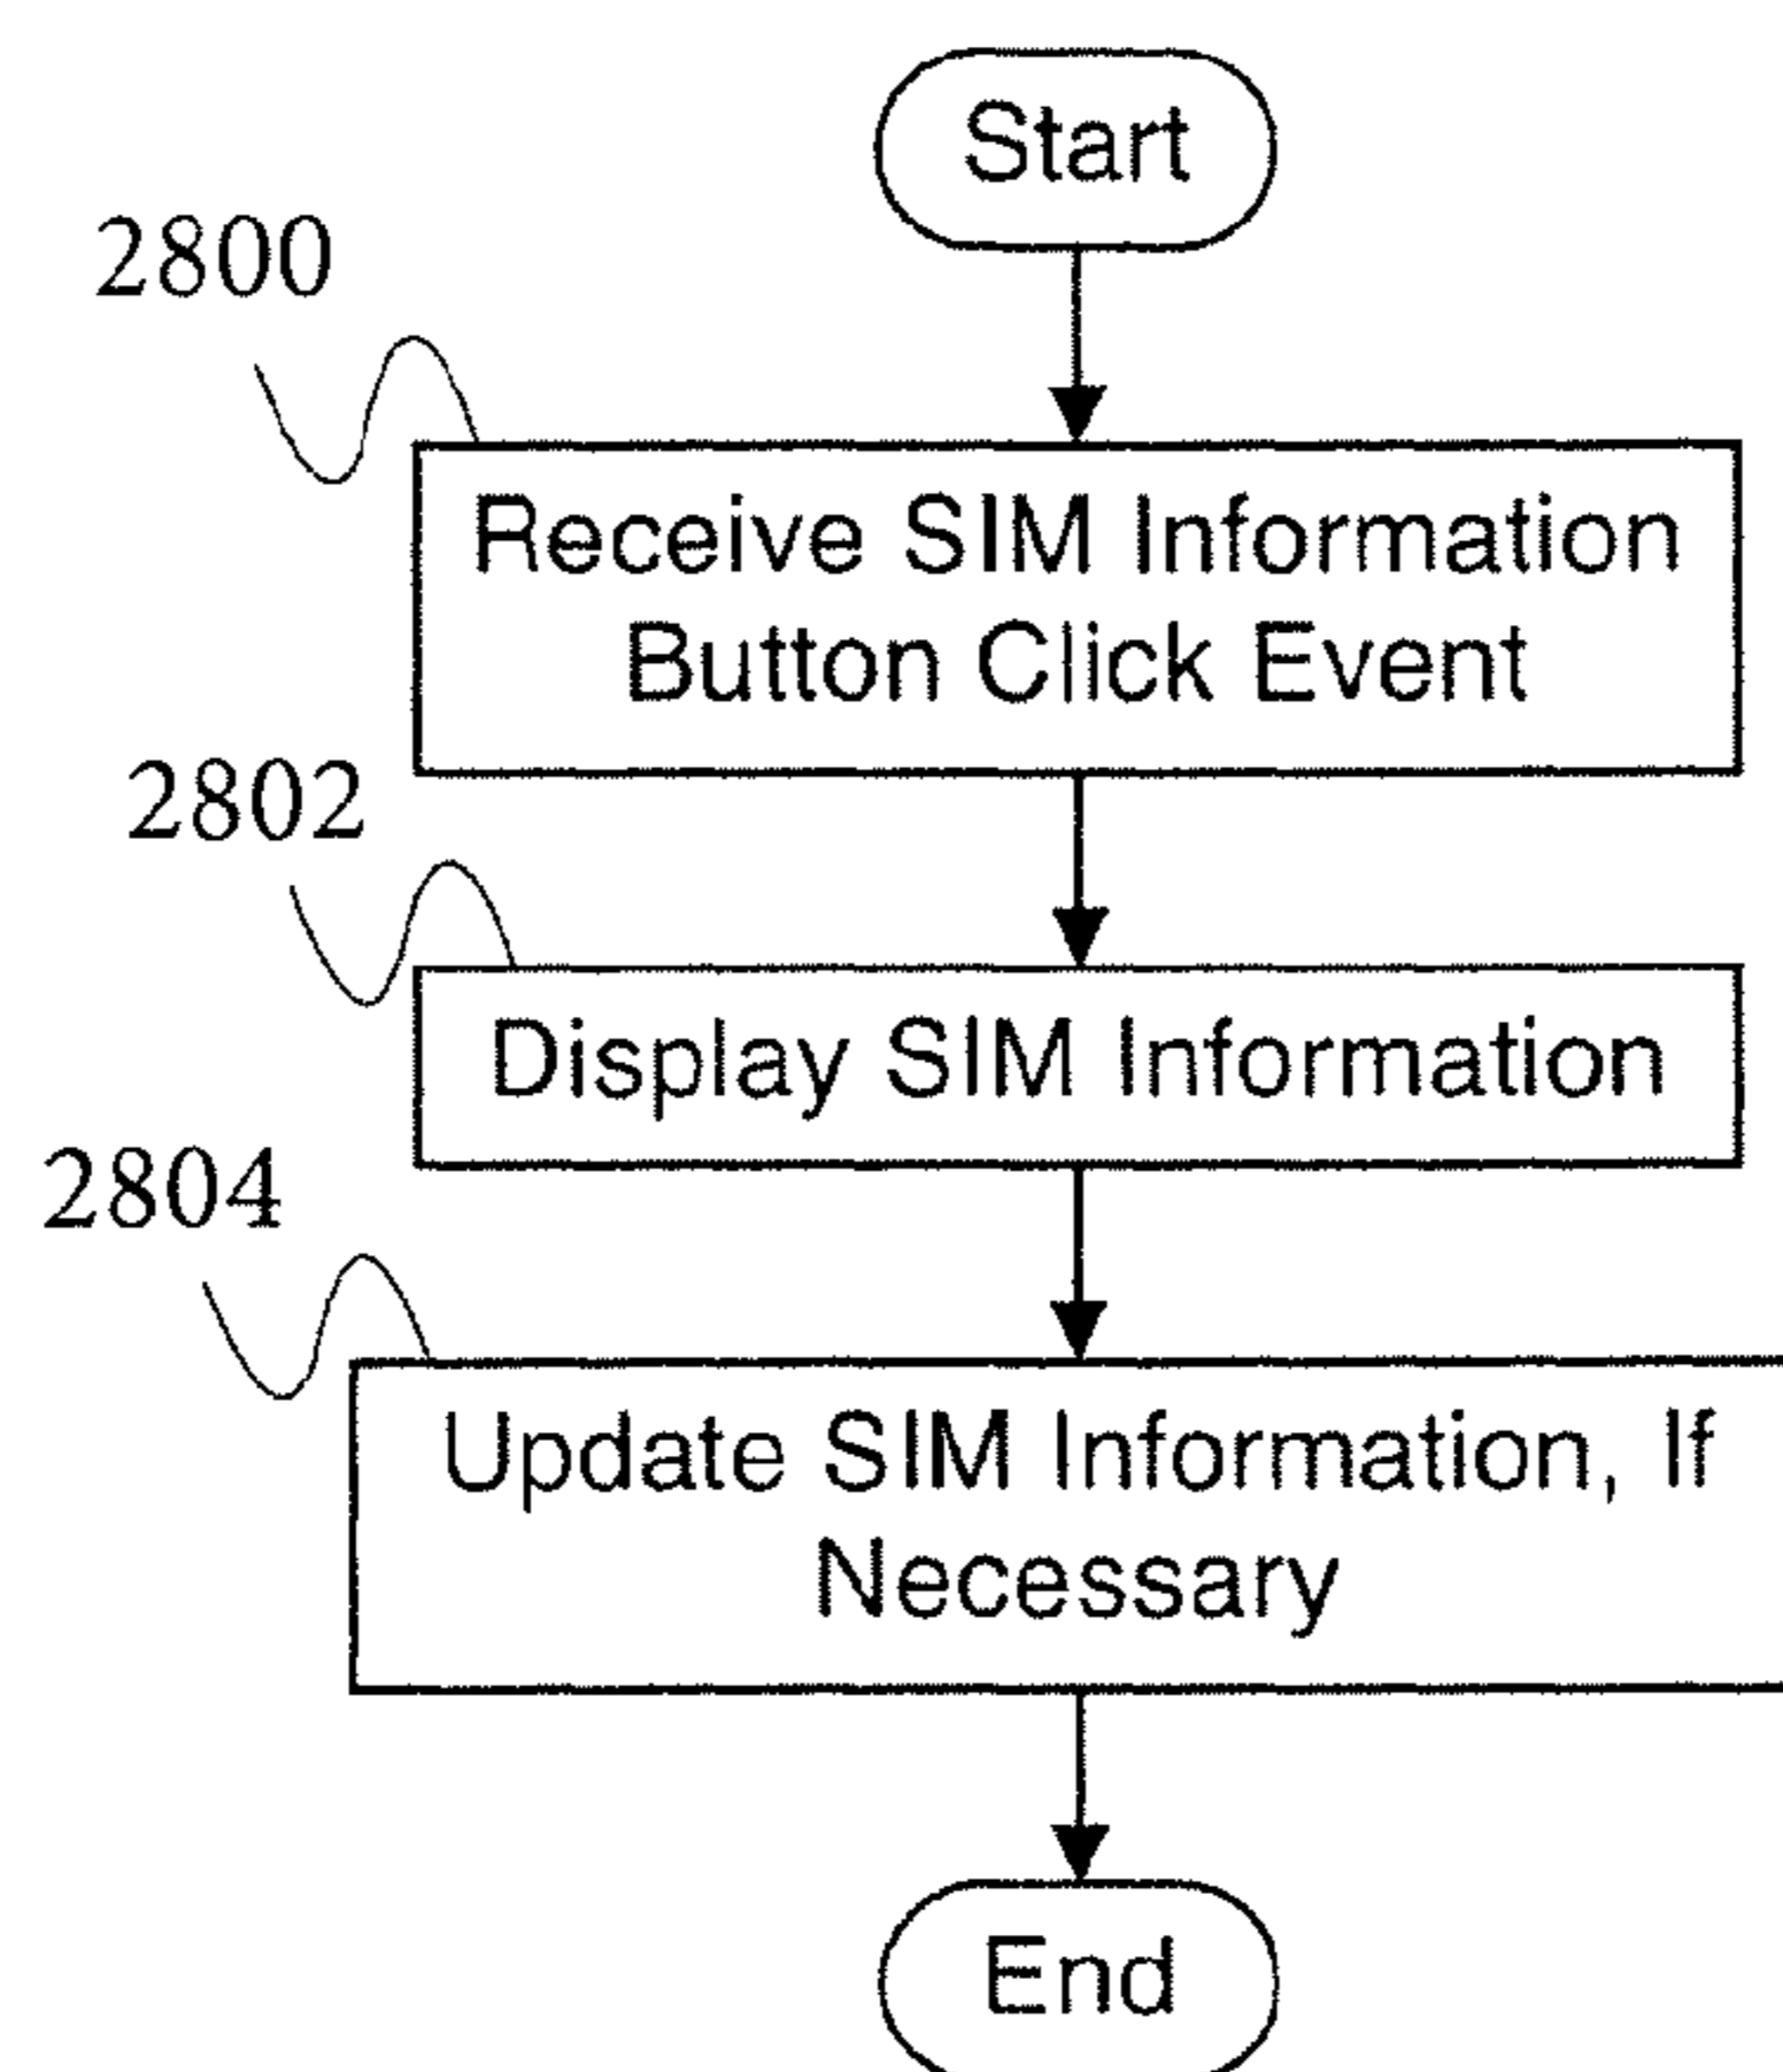 Start
2800
Receive SIM Information
Button Click Event
2802
Display SIM Information
2804
Update SIM Information, If
Necessary
End